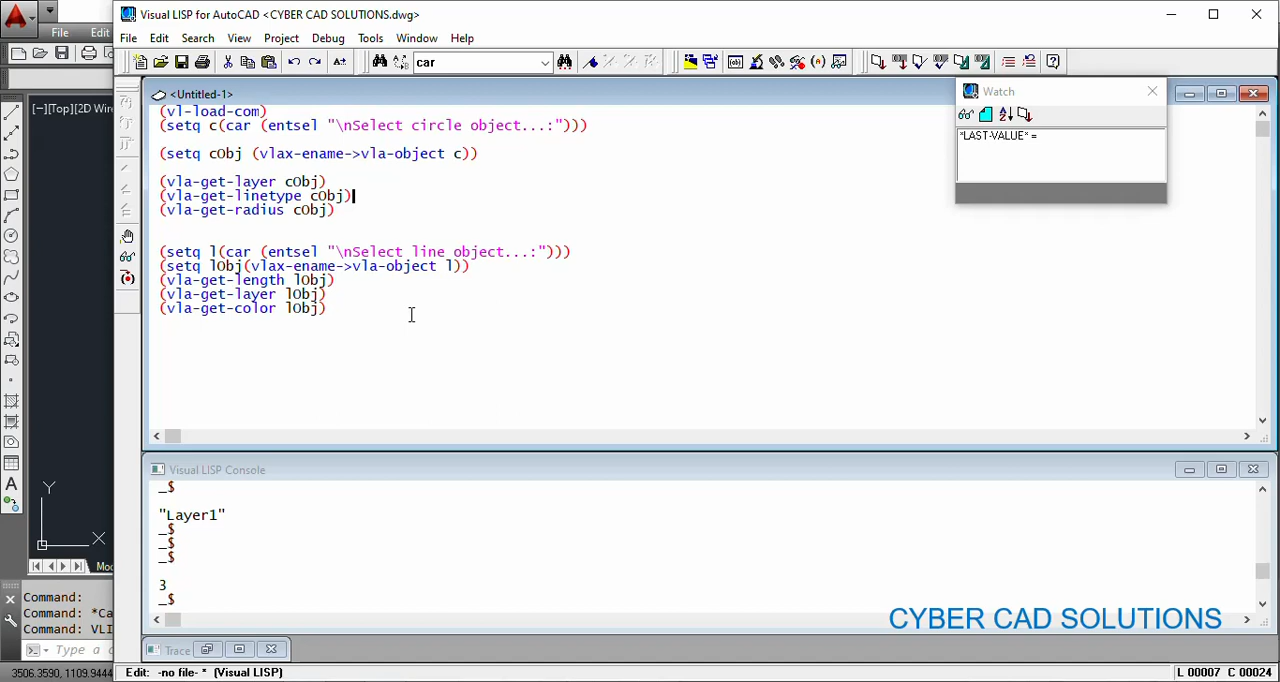 Visual LISP for AutoCAD <CYBER CAD SOLUTIONS.dwg>
File Edit Search View Project Debug Tools Window Help
File Edit
car
[−][Top][2D Wire
<Untitled-1>
(vl-load-com)
(setq c(car (entsel "\nSelect circle object...:")))
(setq cObj (vlax-ename->vla-object c))
(vla-get-layer cObj)
(vla-get-linetype cObj)
(vla-get-radius cObj)
(setq l(car (entsel "\nSelect line object...:")))
(setq lObj(vlax-ename->vla-object l))
(vla-get-length lObj)
(vla-get-layer lObj)
(vla-get-color lObj)
Watch
*LAST-VALUE* =
Visual LISP Console
_$
"Layer1"
_$
_$
_$
3
_$
CYBER CAD SOLUTIONS
A
Y
X
Mo
Command:
Command: *Ca
Command: VLI
Type a c
Trace
3506.3590, 1109.9444
Edit: -no file- * (Visual LISP)
L 00007 C 00024